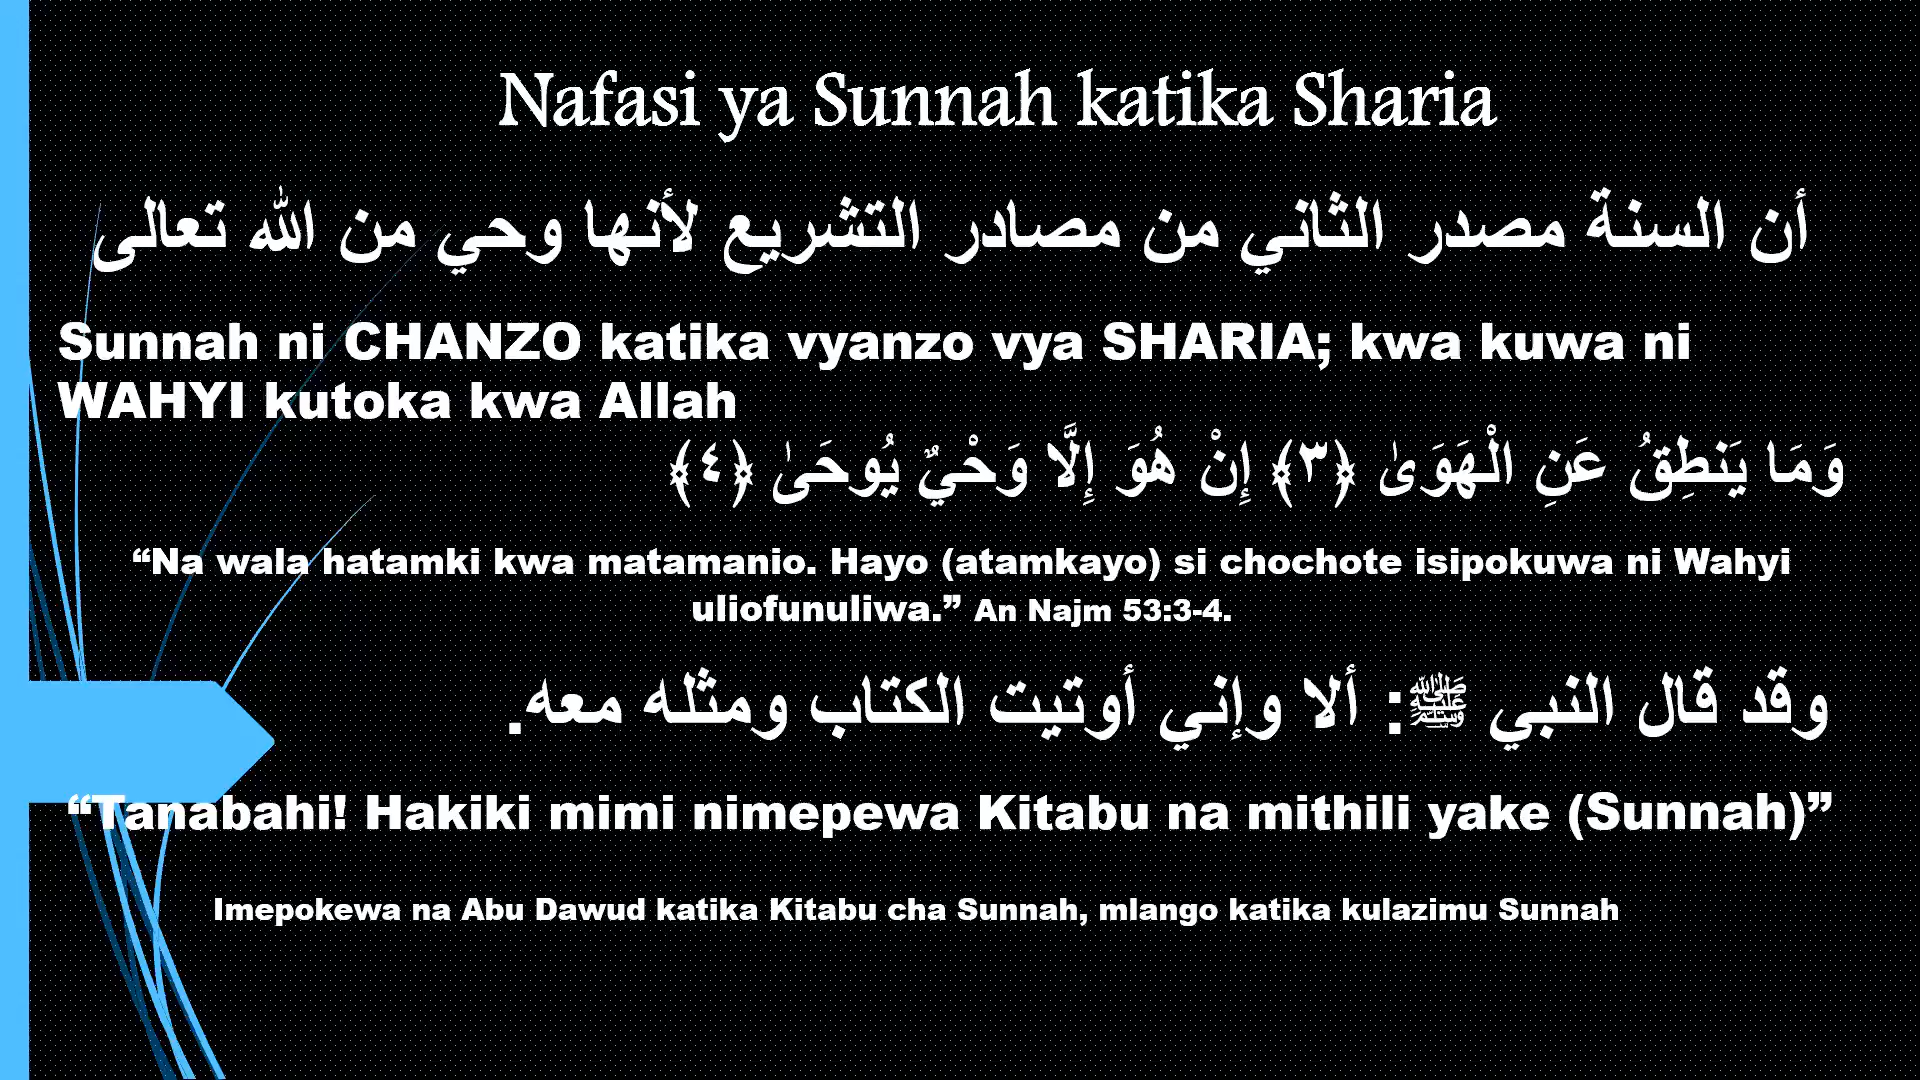 Nafasi ya Sunnah katika Sharia
أن السنة مصدر الثاني من مصادر التشريع لأنها وحي من الله تعالى
Sunnah ni CHANZO katika vyanzo vya SHARIA; kwa kuwa ni
WAHYI kutoka kwa Allah
وَمَا يَنطِقُ عَنِ الْهَوَىٰ ﴿٣﴾ إِنْ هُوَ إِلَّا وَحْيٌ يُوحَىٰ ﴿٤﴾
“Na wala hatamki kwa matamanio. Hayo (atamkayo) si chochote isipokuwa ni Wahyi
uliofunuliwa.” An Najm 53:3-4.
وقد قال النبي ﷺ: ألا وإني أوتيت الكتاب ومثله معه.
“Tanabahi! Hakiki mimi nimepewa Kitabu na mithili yake (Sunnah)”
Imepokewa na Abu Dawud katika Kitabu cha Sunnah, mlango katika kulazimu Sunnah